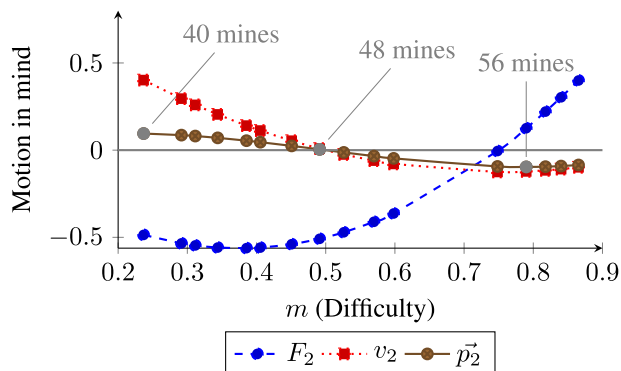 40 mines
48 mines
56 mines
Motion in mind
0.5
0
−0.5
0.2 0.3 0.4 0.5 0.6 0.7 0.8 0.9
m (Difficulty)
F₂ v₂ p⃗₂